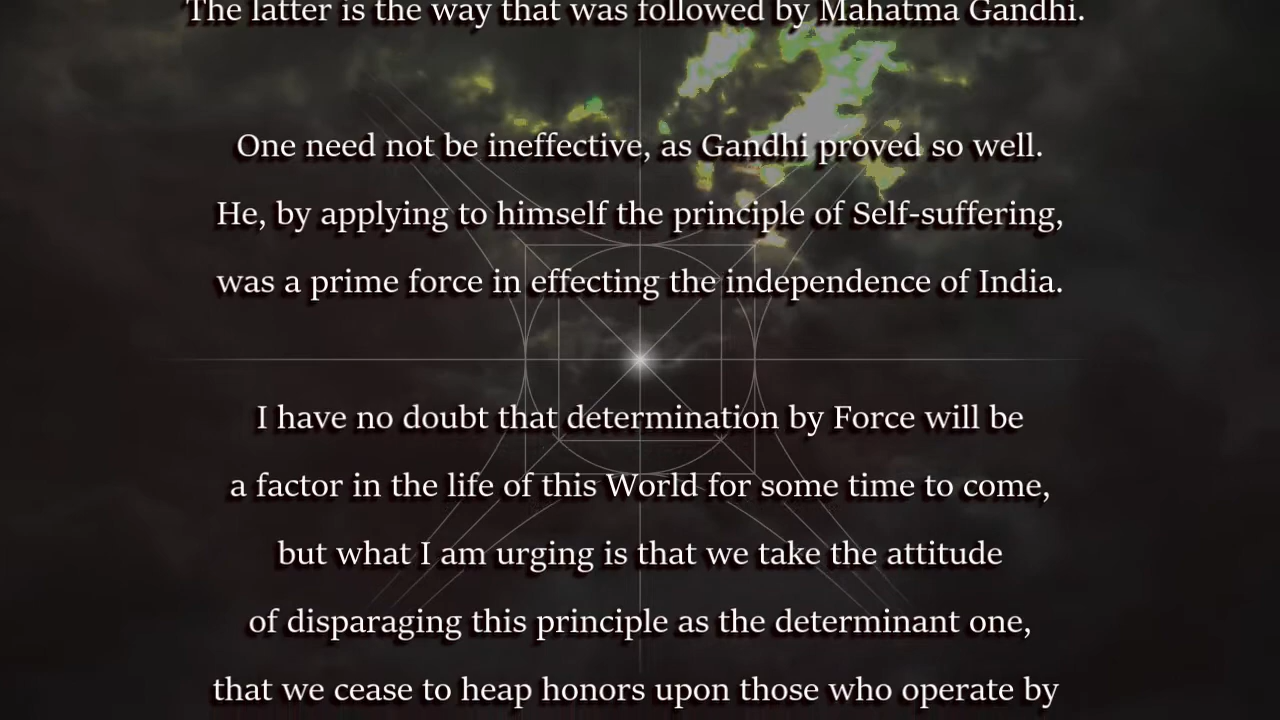 The latter is the way that was followed by Mahatma Gandhi.
One need not be ineffective, as Gandhi proved so well.
He, by applying to himself the principle of Self-suffering,
was a prime force in effecting the independence of India.
I have no doubt that determination by Force will be
a factor in the life of this World for some time to come,
but what I am urging is that we take the attitude
of disparaging this principle as the determinant one,
that we cease to heap honors upon those who operate by